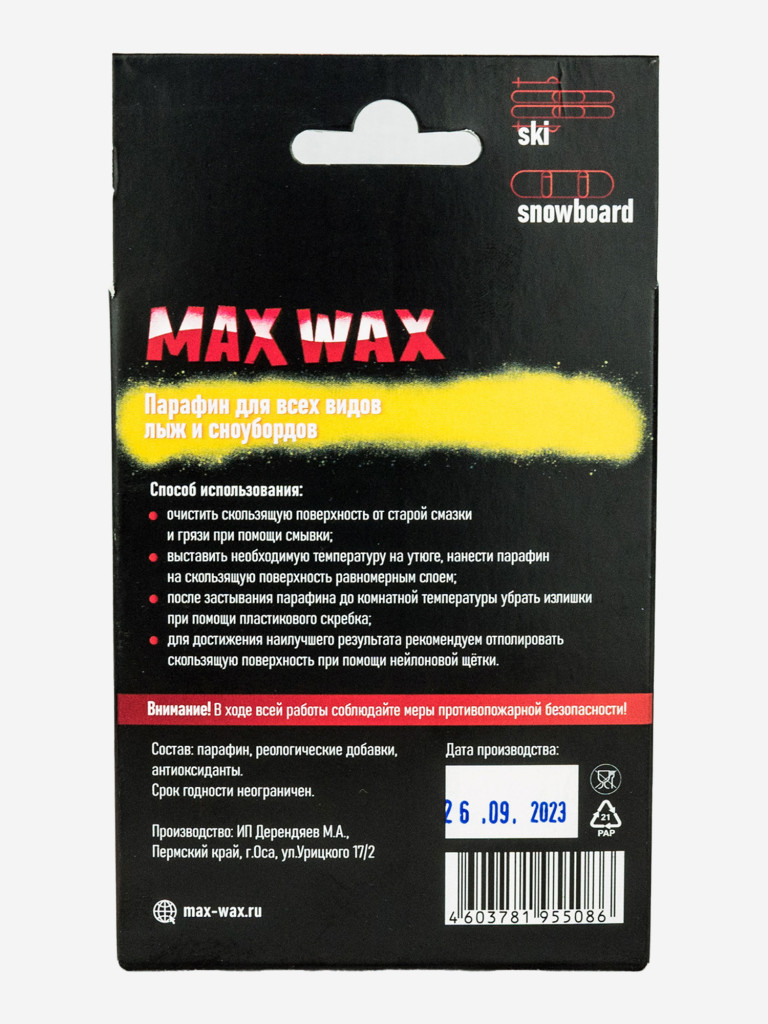 ski
snowboard
MAX WAX
Парафин для всех видов
лыж и сноубордов
Способ использования:
очистить скользящую поверхность от старой смазки
и грязи при помощи смывки;
выставить необходимую температуру на утюге, нанести парафин
на скользящую поверхность равномерным слоем;
после застывания парафина до комнатной температуры убрать излишки
при помощи пластикового скребка;
для достижения наилучшего результата рекомендуем отполировать
скользящую поверхность при помощи нейлоновой щётки.
Внимание! В ходе всей работы соблюдайте меры противопожарной безопасности!
Состав: парафин, реологические добавки,
антиоксиданты.
Срок годности неограничен.
Производство: ИП Дерендяев М.А.,
Пермский край, г.Оса, ул.Урицкого 17/2
max-wax.ru
Дата производства:
26.09.2023
21
PAP
4603781955086